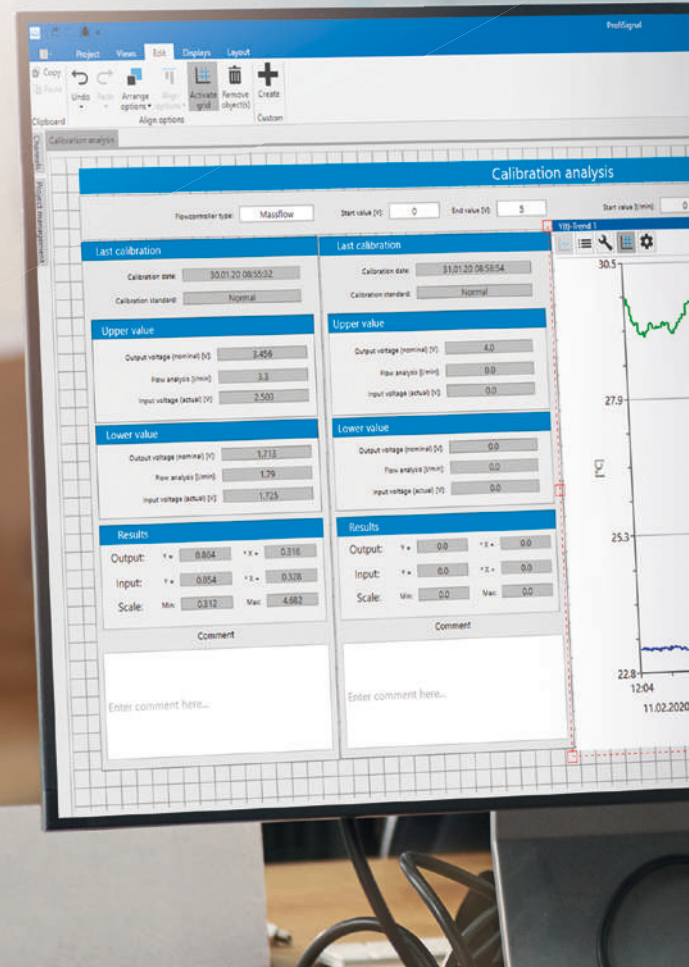 ProfiSignal
Project Views Edit Displays Layout
Copy
Paste
Undo Redo Arrange options Align options Activate grid Remove object(s) Create
Clipboard Align options Custom
Channels
Project management
Calibration analysis
Calibration analysis
Flowcontroller type: Massflow Start value [V]: 0 End value [V]: 5 Start value [l/min]: 0
Last calibration
Calibration date: 30.01.20 08:55:32
Calibration standard: Normal
Upper value
Output voltage (nominal) [V]: 3.456
Flow analysis [l/min]: 3.3
Input voltage (actual) [V]: 2.503
Lower value
Output voltage (nominal) [V]: 1.713
Flow analysis [l/min]: 1.79
Input voltage (actual) [V]: 1.725
Results
Output: Y = 0.864 * X + 0.316
Input: Y = 0.854 * X + 0.328
Scale: Min: 0.312 Max: 4.682
Comment
Enter comment here...
Last calibration
Calibration date: 31.01.20 08:58:54
Calibration standard: Normal
Upper value
Output voltage (nominal) [V]: 4.0
Flow analysis [l/min]: 0.0
Input voltage (actual) [V]: 0.0
Lower value
Output voltage (nominal) [V]: 0.0
Flow analysis [l/min]: 0.0
Input voltage (actual) [V]: 0.0
Results
Output: Y = 0.0 * X + 0.0
Input: Y = 0.0 * X + 0.0
Scale: Min: 0.0 Max: 0.0
Comment
Enter comment here...
Y(t)-Trend 1
30.5
27.9
[°C]
25.3
22.8
12:04
11.02.2020